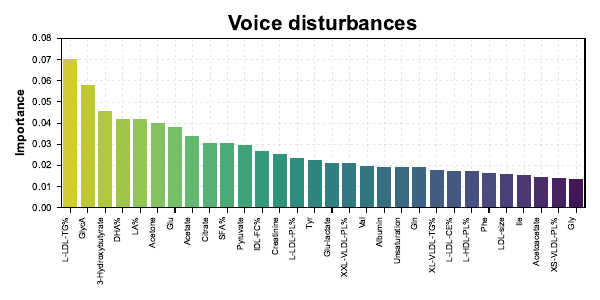 Voice disturbances
Importance
0.08
0.07
0.06
0.05
0.04
0.03
0.02
0.01
0.00
L-LDL-TG%
GlycA
3-Hydroxybutyrate
DHA%
LA%
Acetone
Glu
Acetate
Citrate
SFA%
Pyruvate
IDL-FC%
Creatinine
L-LDL-PL%
Tyr
Glu-lactate
XXL-VLDL-PL%
Val
Albumin
Unsaturation
Gln
XL-VLDL-TG%
L-LDL-CE%
L-HDL-PL%
Phe
LDL-size
Ile
Acetoacetate
XS-VLDL-PL%
Gly